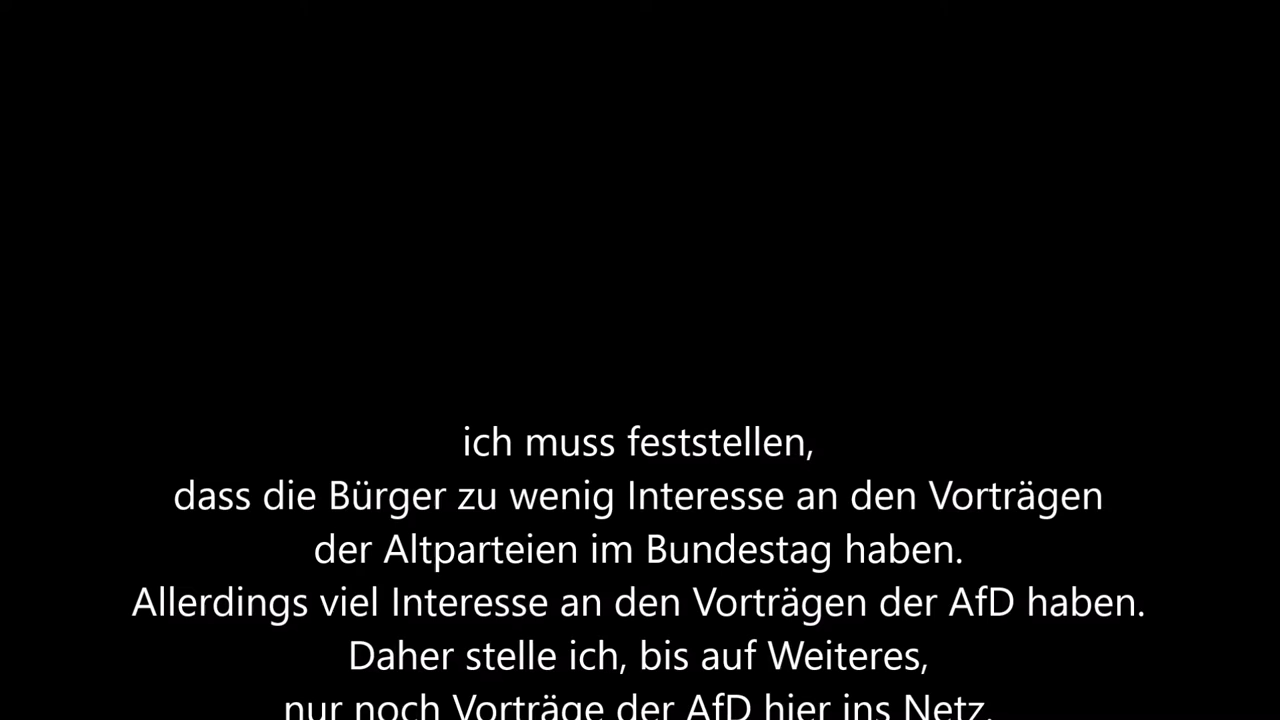 ich muss feststellen,
dass die Bürger zu wenig Interesse an den Vorträgen
der Altparteien im Bundestag haben.
Allerdings viel Interesse an den Vorträgen der AfD haben.
Daher stelle ich, bis auf Weiteres,
nur noch Vorträge der AfD hier ins Netz.